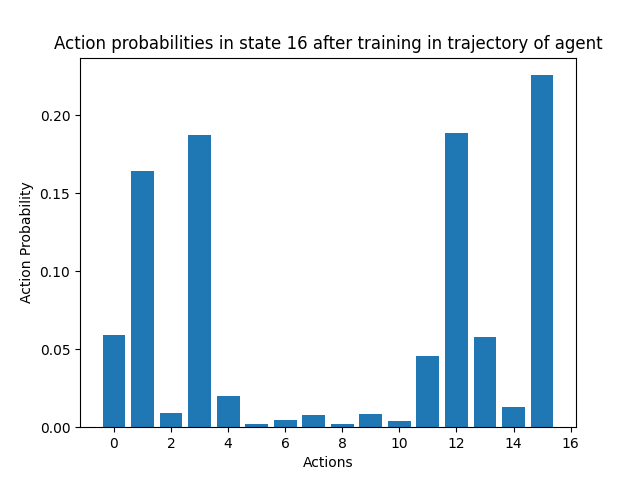 Action probabilities in state 16 after training in trajectory of agent
0.20
0.15
0.10
0.05
0.00
Action Probability
0 2 4 6 8 10 12 14 16
Actions